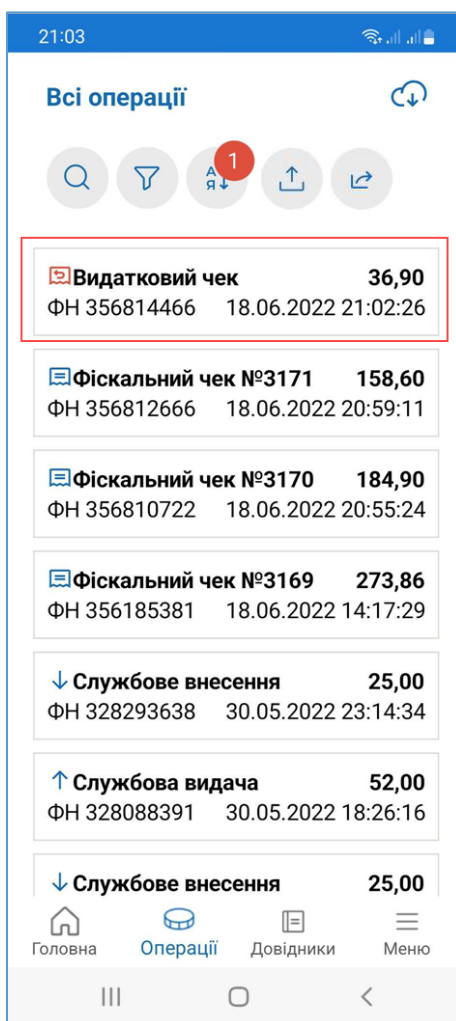 21:03
Всі операції
А
Я
1
Видатковий чек 36,90
ФН 356814466 18.06.2022 21:02:26
Фіскальний чек №3171 158,60
ФН 356812666 18.06.2022 20:59:11
Фіскальний чек №3170 184,90
ФН 356810722 18.06.2022 20:55:24
Фіскальний чек №3169 273,86
ФН 356185381 18.06.2022 14:17:29
Службове внесення 25,00
ФН 328293638 30.05.2022 23:14:34
Службова видача 52,00
ФН 328088391 30.05.2022 18:26:16
Службове внесення 25,00
Головна Операції Довідники Меню